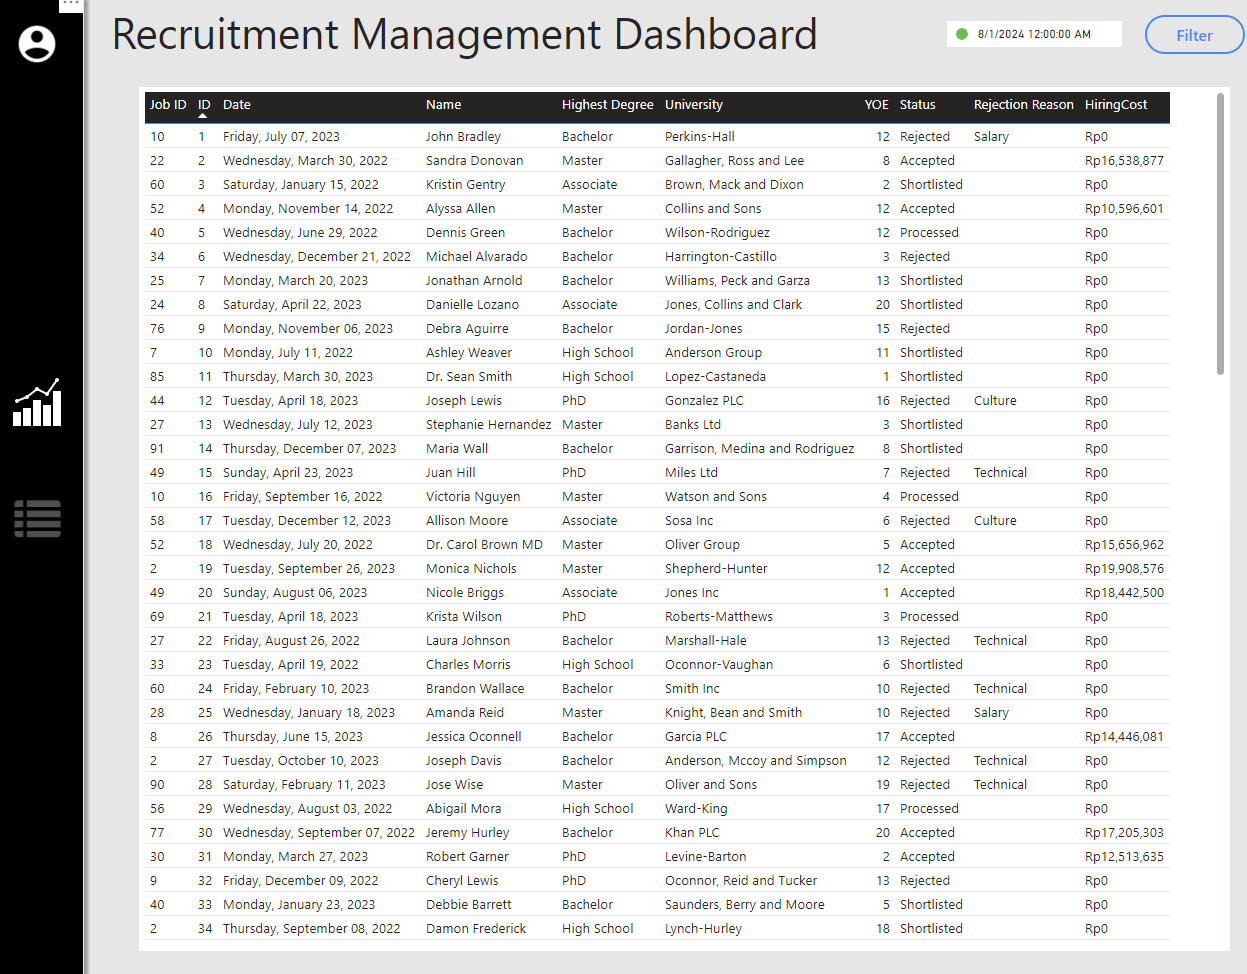 Recruitment Management Dashboard
8/1/2024 12:00:00 AM
Filter
Job ID ID Date Name Highest Degree University YOE Status Rejection Reason HiringCost
10 1 Friday, July 07, 2023 John Bradley Bachelor Perkins-Hall 12 Rejected Salary Rp0
22 2 Wednesday, March 30, 2022 Sandra Donovan Master Gallagher, Ross and Lee 8 Accepted Rp16,538,877
60 3 Saturday, January 15, 2022 Kristin Gentry Associate Brown, Mack and Dixon 2 Shortlisted Rp0
52 4 Monday, November 14, 2022 Alyssa Allen Master Collins and Sons 12 Accepted Rp10,596,601
40 5 Wednesday, June 29, 2022 Dennis Green Bachelor Wilson-Rodriguez 12 Processed Rp0
34 6 Wednesday, December 21, 2022 Michael Alvarado Bachelor Harrington-Castillo 3 Rejected Rp0
25 7 Monday, March 20, 2023 Jonathan Arnold Bachelor Williams, Peck and Garza 13 Shortlisted Rp0
24 8 Saturday, April 22, 2023 Danielle Lozano Associate Jones, Collins and Clark 20 Shortlisted Rp0
76 9 Monday, November 06, 2023 Debra Aguirre Bachelor Jordan-Jones 15 Rejected Rp0
7 10 Monday, July 11, 2022 Ashley Weaver High School Anderson Group 11 Shortlisted Rp0
85 11 Thursday, March 30, 2023 Dr. Sean Smith High School Lopez-Castaneda 1 Shortlisted Rp0
44 12 Tuesday, April 18, 2023 Joseph Lewis PhD Gonzalez PLC 16 Rejected Culture Rp0
27 13 Wednesday, July 12, 2023 Stephanie Hernandez Master Banks Ltd 3 Shortlisted Rp0
91 14 Thursday, December 07, 2023 Maria Wall Bachelor Garrison, Medina and Rodriguez 8 Shortlisted Rp0
49 15 Sunday, April 23, 2023 Juan Hill PhD Miles Ltd 7 Rejected Technical Rp0
10 16 Friday, September 16, 2022 Victoria Nguyen Master Watson and Sons 4 Processed Rp0
58 17 Tuesday, December 12, 2023 Allison Moore Associate Sosa Inc 6 Rejected Culture Rp0
52 18 Wednesday, July 20, 2022 Dr. Carol Brown MD Master Oliver Group 5 Accepted Rp15,656,962
2 19 Tuesday, September 26, 2023 Monica Nichols Master Shepherd-Hunter 12 Accepted Rp19,908,576
49 20 Sunday, August 06, 2023 Nicole Briggs Associate Jones Inc 1 Accepted Rp18,442,500
69 21 Tuesday, April 18, 2023 Krista Wilson PhD Roberts-Matthews 3 Processed Rp0
27 22 Friday, August 26, 2022 Laura Johnson Bachelor Marshall-Hale 13 Rejected Technical Rp0
33 23 Tuesday, April 19, 2022 Charles Morris High School Oconnor-Vaughan 6 Shortlisted Rp0
60 24 Friday, February 10, 2023 Brandon Wallace Bachelor Smith Inc 10 Rejected Technical Rp0
28 25 Wednesday, January 18, 2023 Amanda Reid Master Knight, Bean and Smith 10 Rejected Salary Rp0
8 26 Thursday, June 15, 2023 Jessica Oconnell Bachelor Garcia PLC 17 Accepted Rp14,446,081
2 27 Tuesday, October 10, 2023 Joseph Davis Bachelor Anderson, Mccoy and Simpson 12 Rejected Technical Rp0
90 28 Saturday, February 11, 2023 Jose Wise Master Oliver and Sons 19 Rejected Technical Rp0
56 29 Wednesday, August 03, 2022 Abigail Mora High School Ward-King 17 Processed Rp0
77 30 Wednesday, September 07, 2022 Jeremy Hurley Bachelor Khan PLC 20 Accepted Rp17,205,303
30 31 Monday, March 27, 2023 Robert Garner PhD Levine-Barton 2 Accepted Rp12,513,635
9 32 Friday, December 09, 2022 Cheryl Lewis PhD Oconnor, Reid and Tucker 13 Rejected Rp0
40 33 Monday, January 23, 2023 Debbie Barrett Bachelor Saunders, Berry and Moore 5 Shortlisted Rp0
2 34 Thursday, September 08, 2022 Damon Frederick High School Lynch-Hurley 18 Shortlisted Rp0